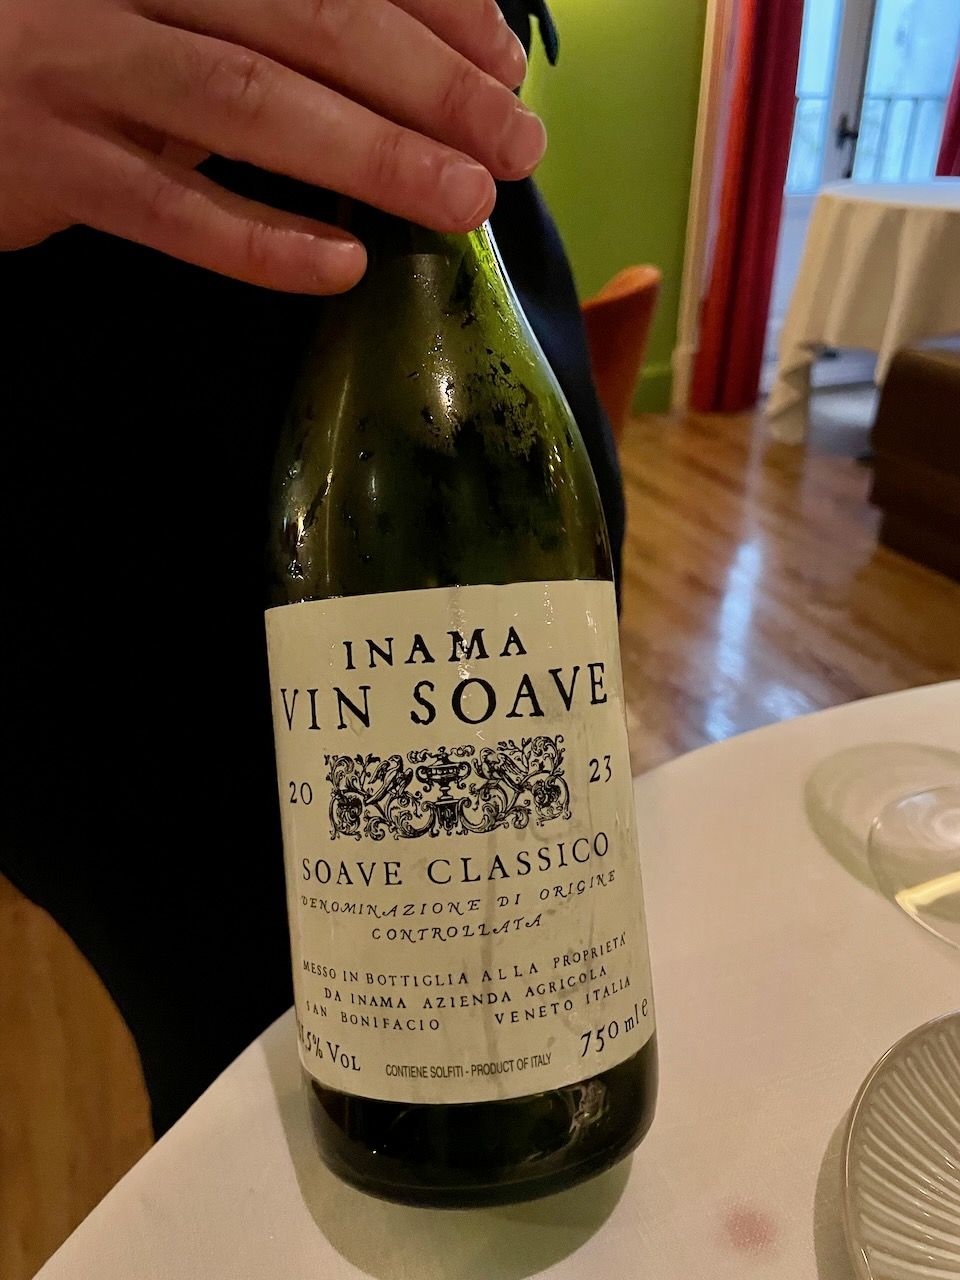 INAMA
VIN SOAVE
20 23
SOAVE CLASSICO
DENOMINAZIONE DI ORIGINE
CONTROLLATA
MESSO IN BOTTIGLIA ALLA PROPRIETA'
DA INAMA AZIENDA AGRICOLA
SAN BONIFACIO VENETO ITALIA
VOL CONTIENE SOLFITI - PRODUCT OF ITALY 750 ml e